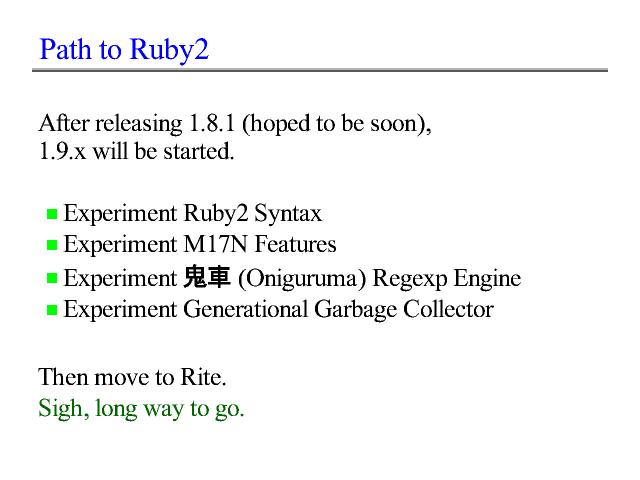 Path to Ruby2
After releasing 1.8.1 (hoped to be soon),
1.9.x will be started.
Experiment Ruby2 Syntax
Experiment M17N Features
Experiment 鬼車 (Oniguruma) Regexp Engine
Experiment Generational Garbage Collector
Then move to Rite.
Sigh, long way to go.